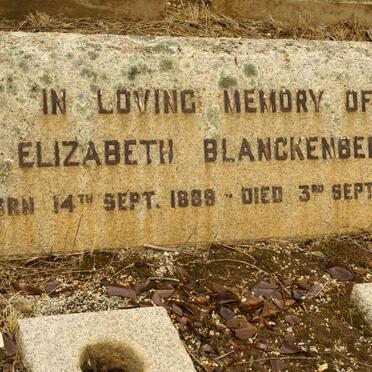 IN LOVING MEMORY OF
ELIZABETH BLANCKENBE
RN 14TH SEPT. 1889 - DIED 3RD SEPT